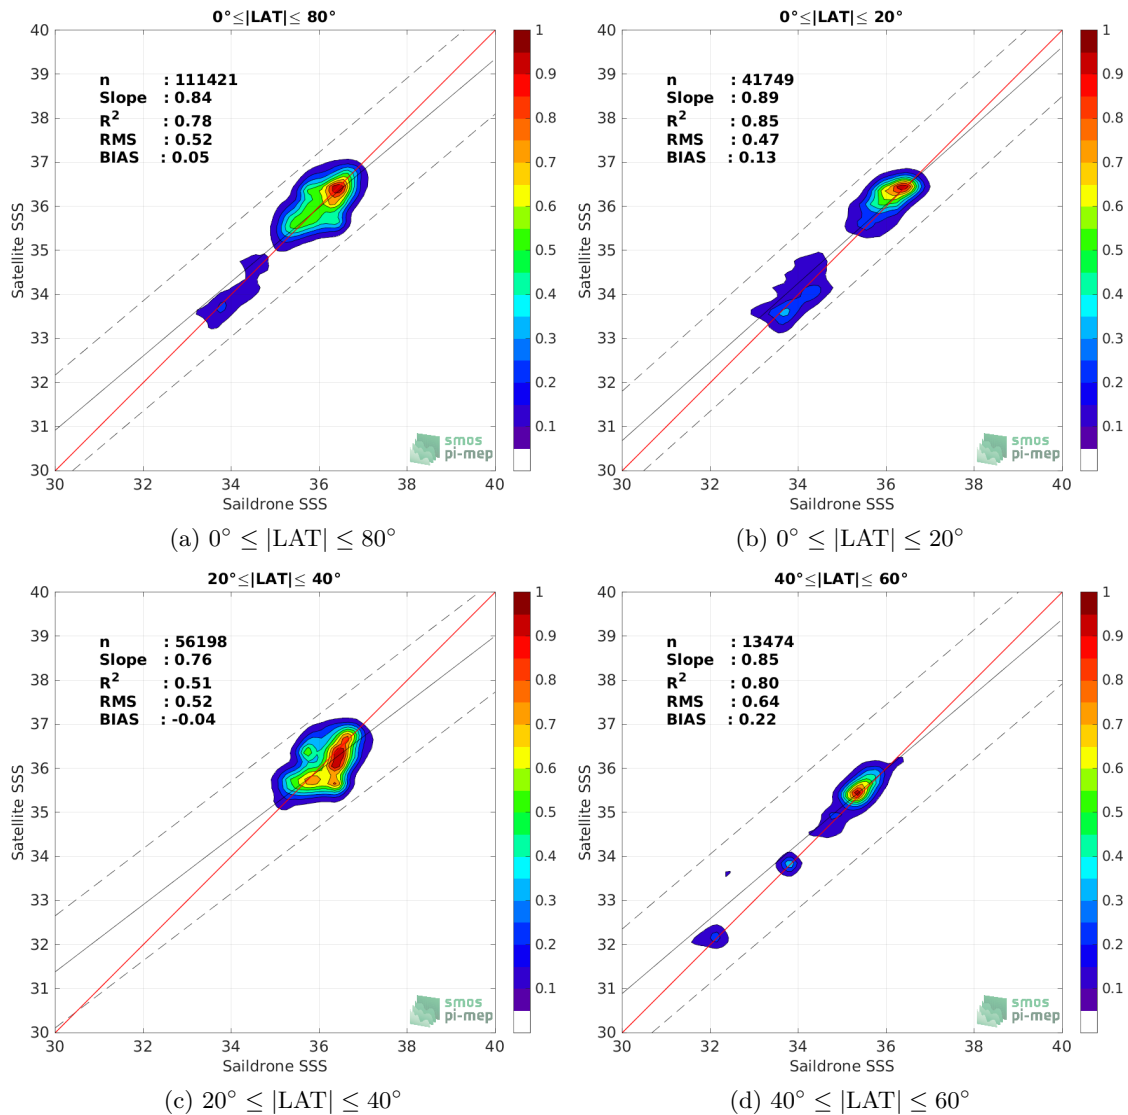 0°≤|LAT|≤ 80°
n : 111421
Slope : 0.84
R² : 0.78
RMS : 0.52
BIAS : 0.05
40
39
38
37
36
35
34
33
32
31
30
30 32 34 36 38 40
Satellite SSS
Saildrone SSS
1
0.9
0.8
0.7
0.6
0.5
0.4
0.3
0.2
0.1
smos
pi-mep
(a) 0° ≤ |LAT| ≤ 80°
0°≤|LAT|≤ 20°
n : 41749
Slope : 0.89
R² : 0.85
RMS : 0.47
BIAS : 0.13
40
39
38
37
36
35
34
33
32
31
30
30 32 34 36 38 40
Satellite SSS
Saildrone SSS
1
0.9
0.8
0.7
0.6
0.5
0.4
0.3
0.2
0.1
smos
pi-mep
(b) 0° ≤ |LAT| ≤ 20°
20°≤|LAT|≤ 40°
n : 56198
Slope : 0.76
R² : 0.51
RMS : 0.52
BIAS : -0.04
40
39
38
37
36
35
34
33
32
31
30
30 32 34 36 38 40
Satellite SSS
Saildrone SSS
1
0.9
0.8
0.7
0.6
0.5
0.4
0.3
0.2
0.1
smos
pi-mep
(c) 20° ≤ |LAT| ≤ 40°
40°≤|LAT|≤ 60°
n : 13474
Slope : 0.85
R² : 0.80
RMS : 0.64
BIAS : 0.22
40
39
38
37
36
35
34
33
32
31
30
30 32 34 36 38 40
Satellite SSS
Saildrone SSS
1
0.9
0.8
0.7
0.6
0.5
0.4
0.3
0.2
0.1
smos
pi-mep
(d) 40° ≤ |LAT| ≤ 60°